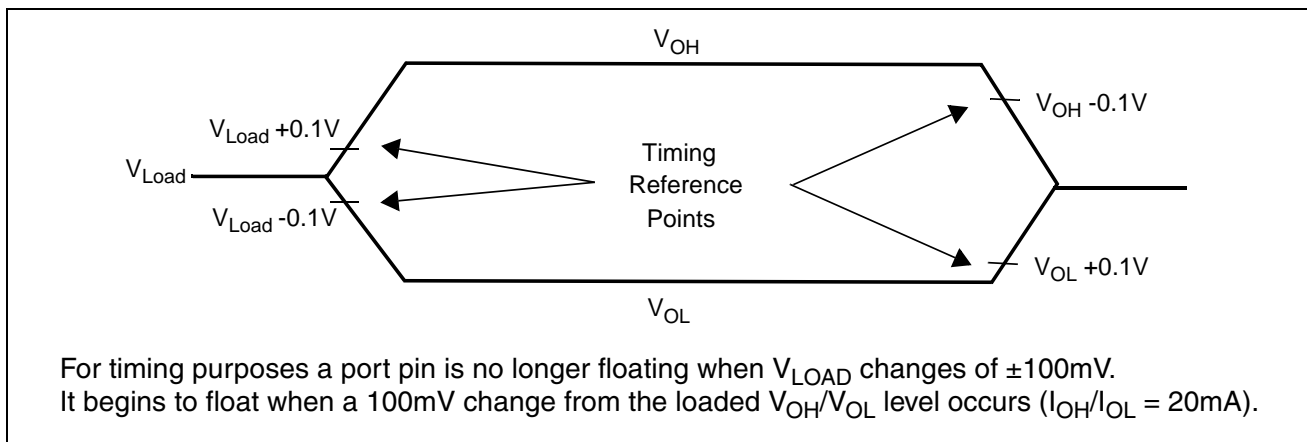 VOH
VLoad +0.1V
VOH -0.1V
VLoad
Timing
Reference
Points
VLoad -0.1V
VOL +0.1V
VOL
For timing purposes a port pin is no longer floating when VLOAD changes of ±100mV.
It begins to float when a 100mV change from the loaded VOH/VOL level occurs (IOH/IOL = 20mA).